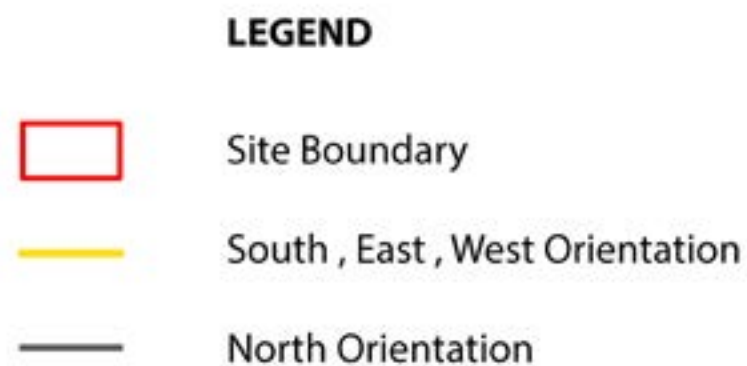 LEGEND
Site Boundary
South , East , West Orientation
North Orientation